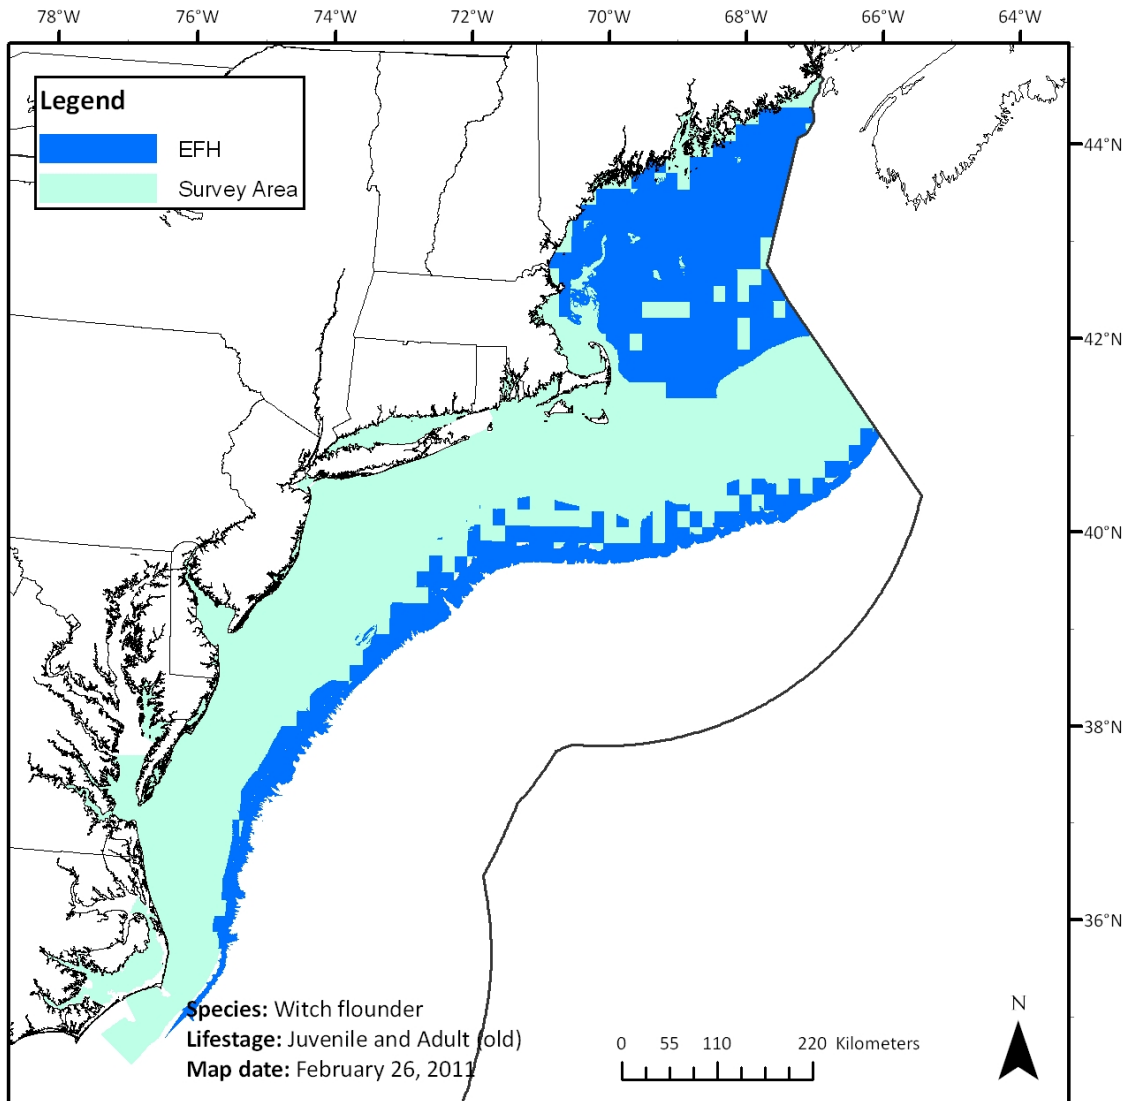 78°W 76°W 74°W 72°W 70°W 68°W 66°W 64°W
Legend
EFH
Survey Area
44°N
42°N
40°N
38°N
36°N
Species: Witch flounder
Lifestage: Juvenile and Adult (old)
Map date: February 26, 2011
0 55 110 220 Kilometers
N